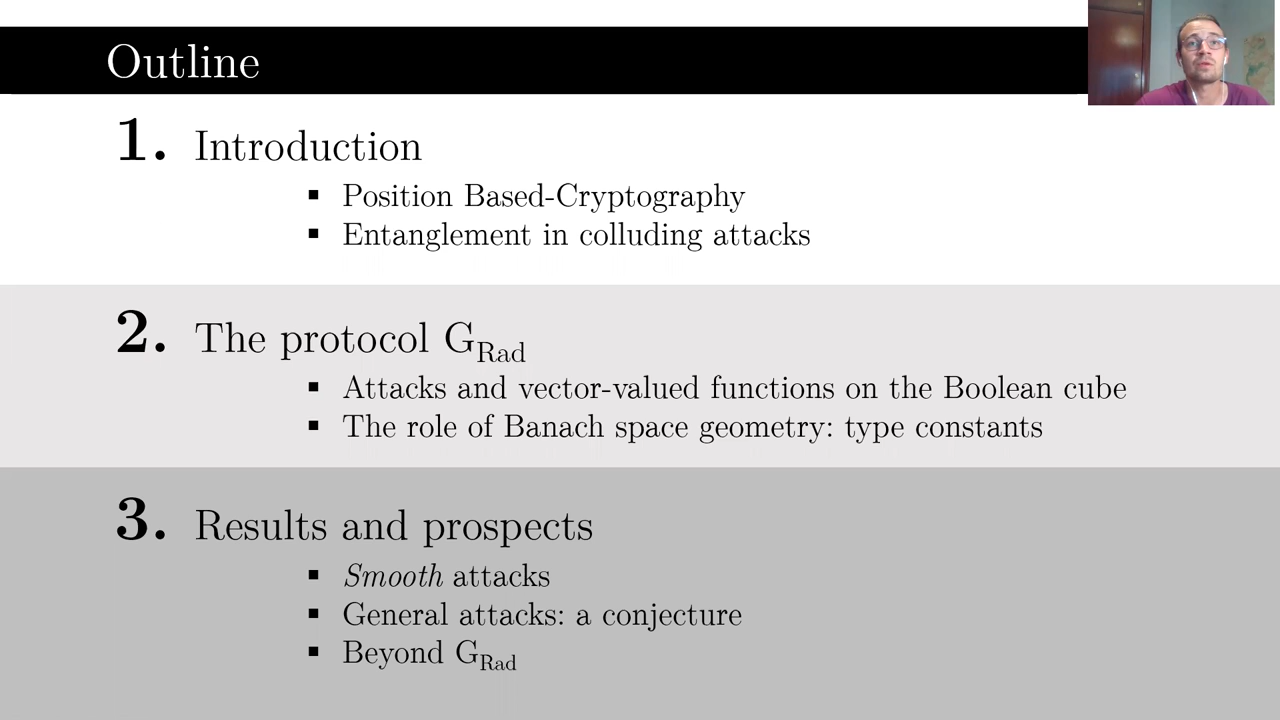 Outline
1. Introduction
▪ Position Based-Cryptography
▪ Entanglement in colluding attacks
2. The protocol G_Rad
▪ Attacks and vector-valued functions on the Boolean cube
▪ The role of Banach space geometry: type constants
3. Results and prospects
▪ Smooth attacks
▪ General attacks: a conjecture
▪ Beyond G_Rad